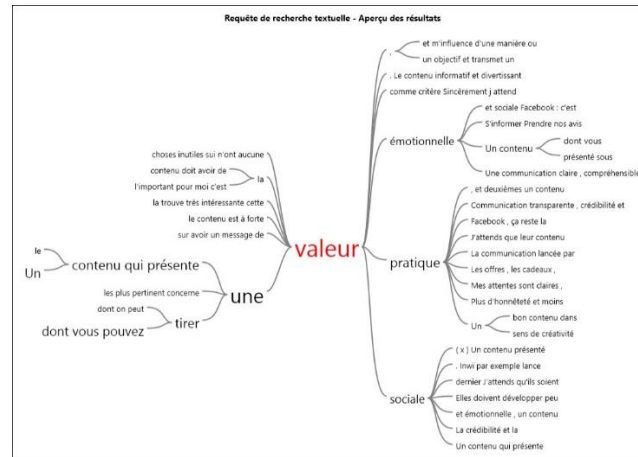 Requête de recherche textuelle - Aperçu des résultats
choses inutiles sui n'ont aucune
contenu doit avoir de
l'important pour moi c'est
la
la trouve très intéressante cette
le contenu est à forte
sur avoir un message de
le
Un
contenu qui présente
les plus pertinent concerne
dont on peut
dont vous pouvez
tirer
une
valeur
.
et m'influence d'une manière ou
un objectif et transmet un
. Le contenu informatif et divertissant
comme critère Sincèrement j attend
émotionnelle
et sociale Facebook : c'est
S'informer Prendre nos avis
Un contenu
dont vous
présenté sous
Une communication claire , compréhensible
pratique
, et deuxièmes un contenu
Communication transparente , crédibilité et
Facebook , ça reste la
J'attends que leur contenu
La communication lancée par
Les offres , les cadeaux ,
Mes attentes sont claires ,
Plus d'honnêteté et moins
Un
bon contenu dans
sens de créativité
sociale
( x ) Un contenu présenté
. Inwi par exemple lance
dernier J'attends qu'ils soient
Elles doivent développer peu
et émotionnelle , un contenu
La crédibilité et la
Un contenu qui présente